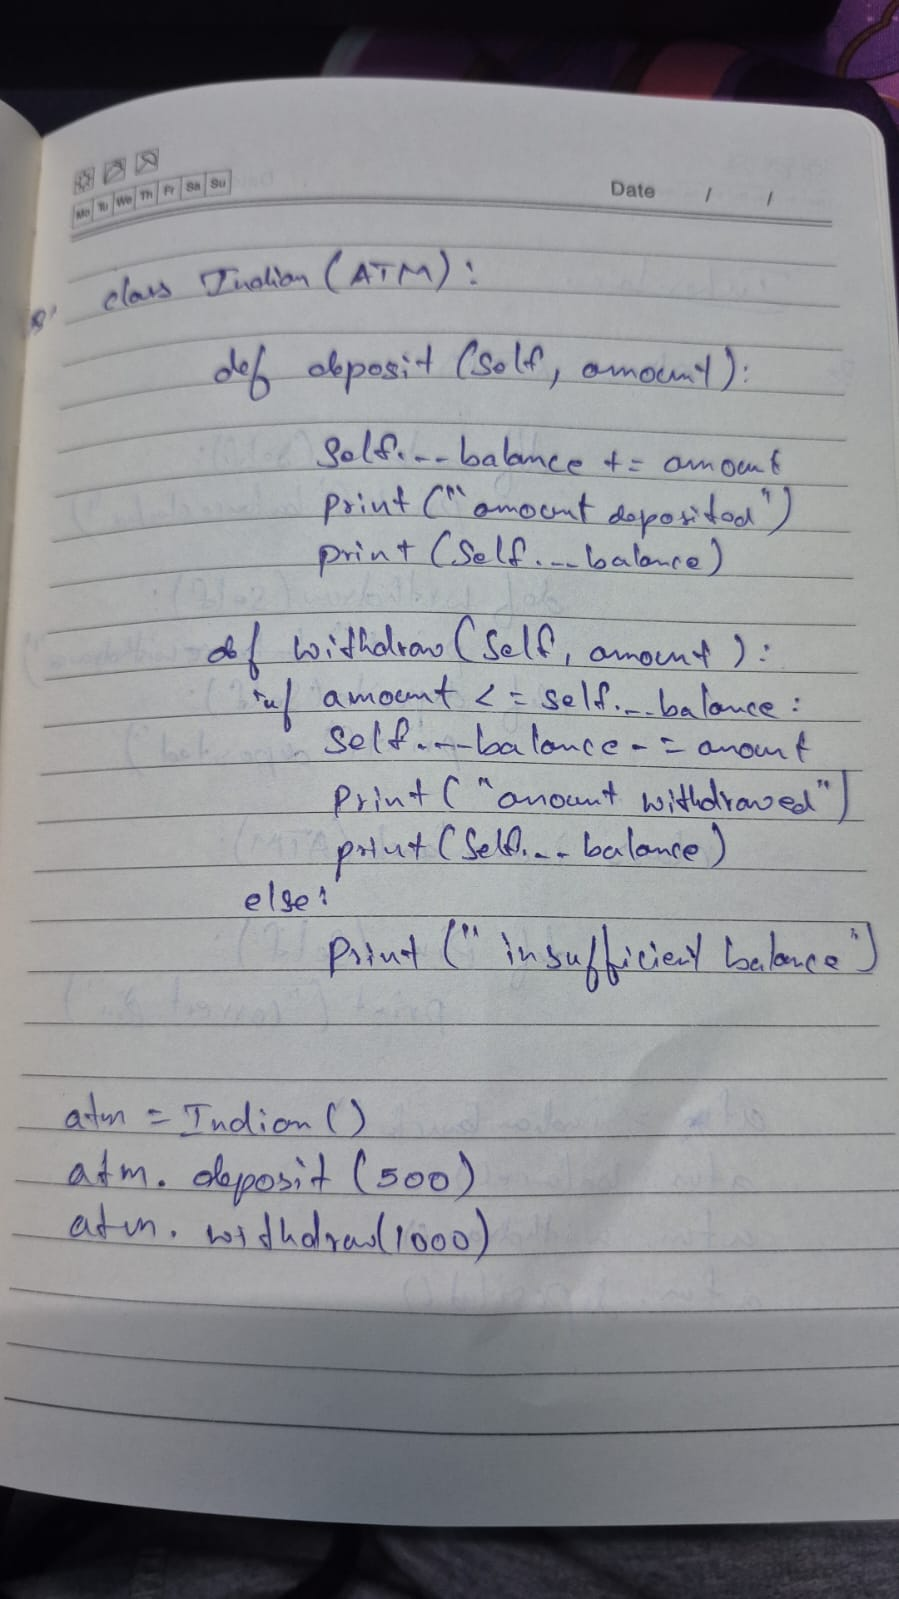 Mo Tu We Th Fr Sa Su
Date / /
class Indian (ATM) :
def deposit (self, amount) :
self.__balance += amount
print ("amount deposited")
print (self.__balance)
def withdraw (self, amount ) :
if amount <= self.__balance :
self.__balance -= amount
print ("amount withdrawed")
print (self.__balance)
else :
print (" insufficient balance")
atm = Indian ()
atm. deposit (500)
atm. withdraw(1000)